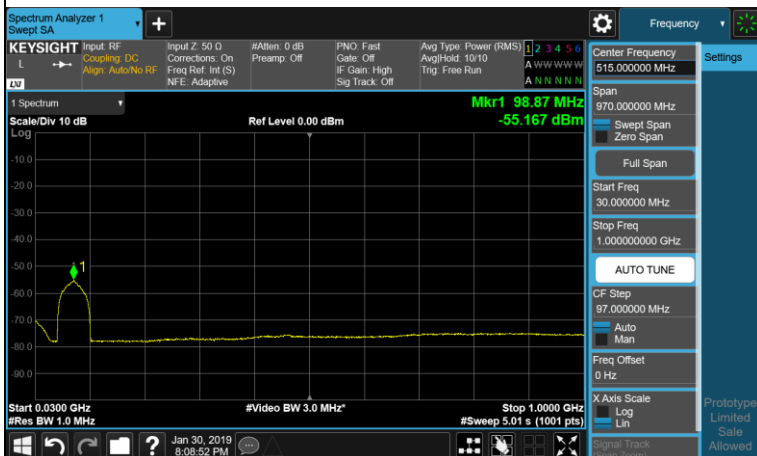 Spectrum Analyzer 1
Swept SA
+
Frequency
KEYSIGHT
L
LXI
Input: RF
Coupling: DC
Align: Auto/No RF
Input Z: 50 Ω
Corrections: On
Freq Ref: Int (S)
NFE: Adaptive
#Atten: 0 dB
Preamp: Off
PNO: Fast
Gate: Off
IF Gain: High
Sig Track: Off
Avg Type: Power (RMS)
Avg|Hold: 10/10
Trig: Free Run
1 2 3 4 5 6
A W W W W W
A N N N N N
1 Spectrum
Scale/Div 10 dB
Log
Ref Level 0.00 dBm
Mkr1 98.87 MHz
-55.167 dBm
-10.0
-20.0
-30.0
-40.0
-50.0
-60.0
-70.0
-80.0
-90.0
1
Start 0.0300 GHz
#Res BW 1.0 MHz
#Video BW 3.0 MHz*
Stop 1.0000 GHz
#Sweep 5.01 s (1001 pts)
?
Jan 30, 2019
8:08:52 PM
Center Frequency
515.000000 MHz
Span
970.000000 MHz
Swept Span
Zero Span
Full Span
Start Freq
30.000000 MHz
Stop Freq
1.000000000 GHz
AUTO TUNE
CF Step
97.000000 MHz
Auto
Man
Freq Offset
0 Hz
X Axis Scale
Log
Lin
Signal Track
(Span Zoom)
Settings
Prototype
Limited
Sale
Allowed